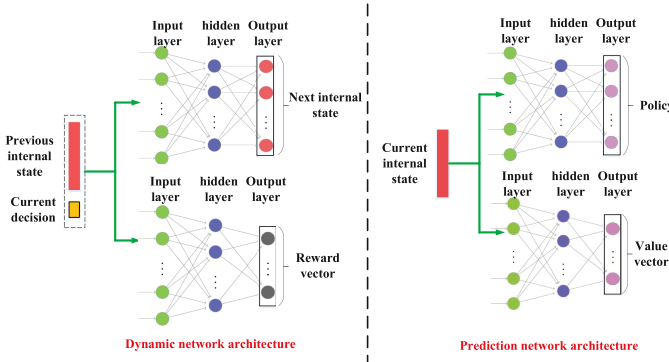 Input
layer
hidden
layer
Output
layer
Next internal
state
Previous
internal
state
Current
decision
Input
layer
hidden
layer
Output
layer
Reward
vector
Dynamic network architecture
Input
layer
hidden
layer
Output
layer
Policy
Current
internal
state
Input
layer
hidden
layer
Output
layer
Value
vector
Prediction network architecture